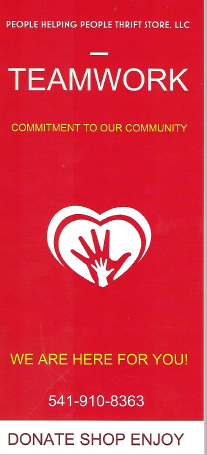 PEOPLE HELPING PEOPLE THRIFT STORE, LLC
TEAMWORK
COMMITMENT TO OUR COMMUNITY
WE ARE HERE FOR YOU!
541-910-8363
DONATE SHOP ENJOY